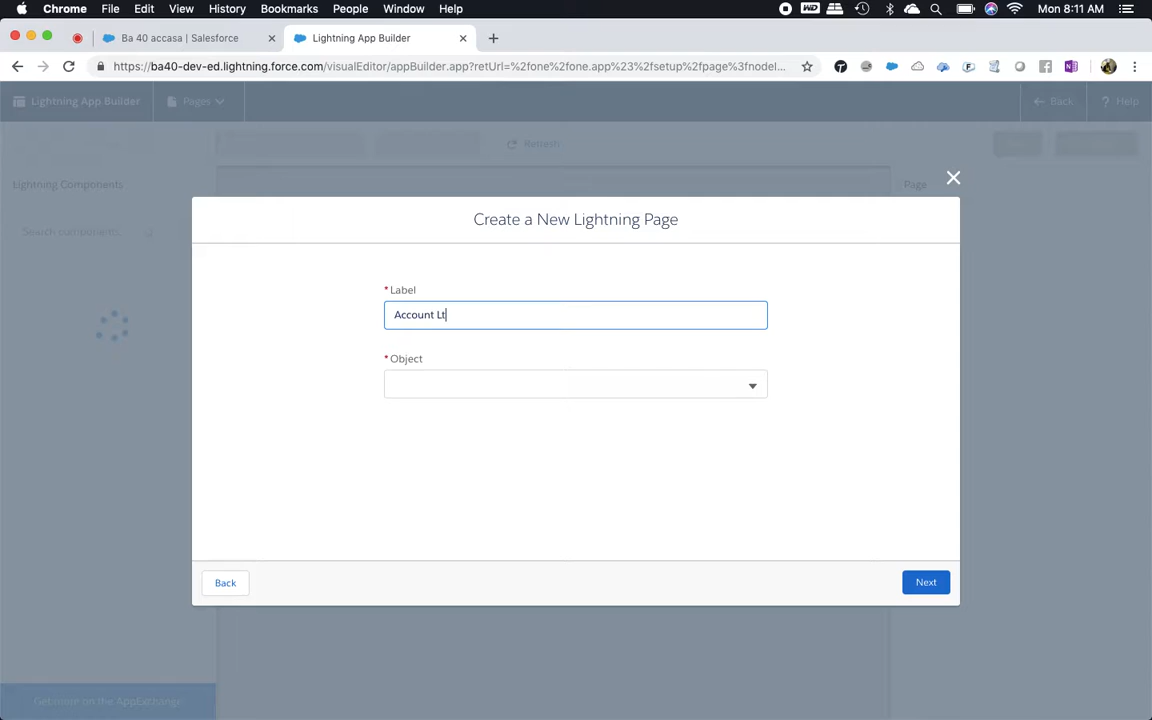 Chrome File Edit View History Bookmarks People Window Help Mon 8:11 AM
Ba 40 accasa | Salesforce Lightning App Builder
https://ba40-dev-ed.lightning.force.com/visualEditor/appBuilder.app?retUrl=%2fone%2fone.app%23%2fsetup%2fpage%3fnodeI...
Lightning App Builder Pages Back ? Help
Refresh
Lightning Components Page
Search components...
Create a New Lightning Page
*Label
Account Lt
*Object
Back Next
Get more on the AppExchange